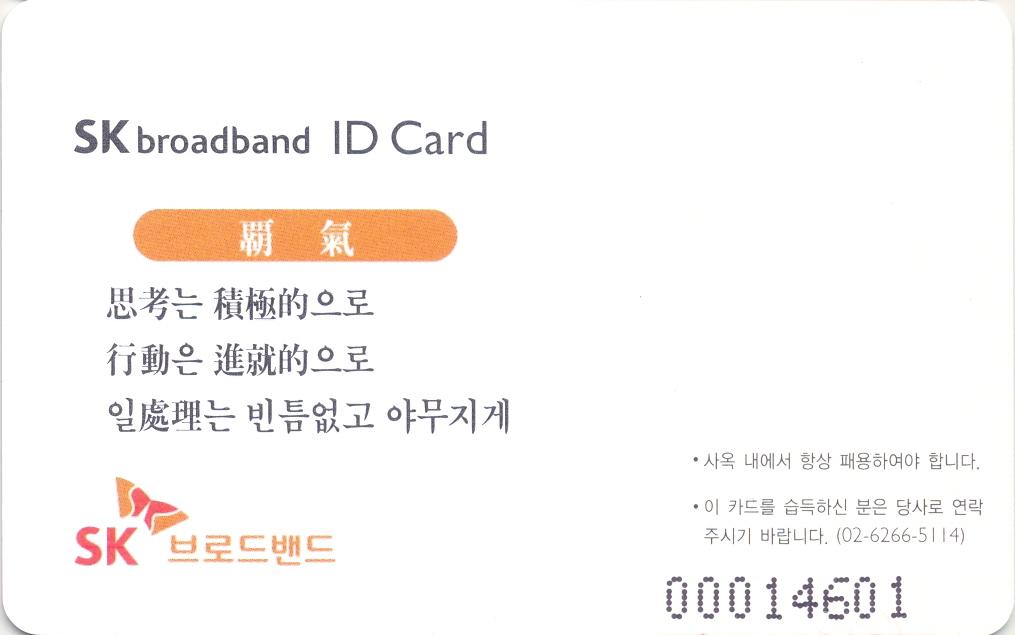 SK broadband ID Card
覇 氣
思考는 積極的으로
行動은 進就的으로
일處理는 빈틈없고 야무지게
• 사옥 내에서 항상 패용하여야 합니다.
• 이 카드를 습득하신 분은 당사로 연락
주시기 바랍니다. (02-6266-5114)
SK 브로드밴드
00014601